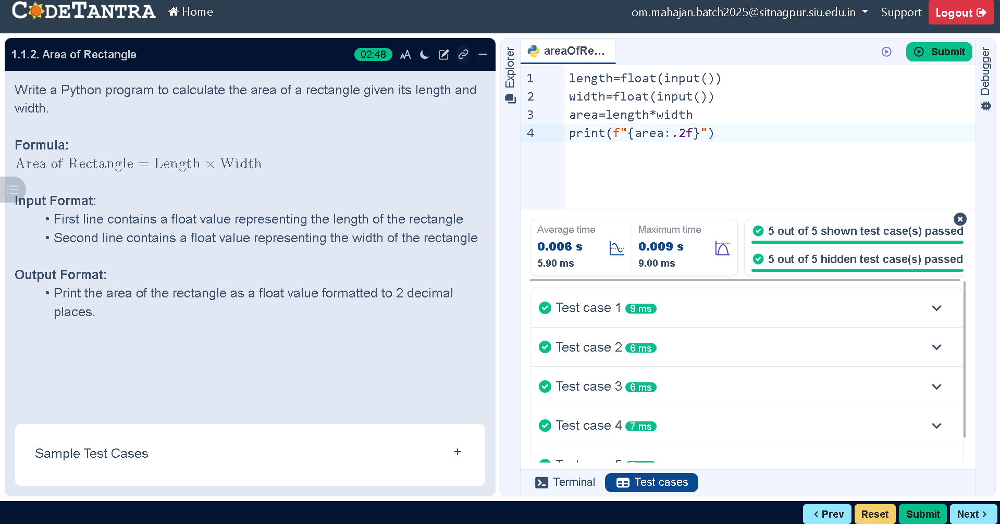 CODETANTRA
Home
om.mahajan.batch2025@sitnagpur.siu.edu.in
Support
Logout
1.1.2. Area of Rectangle
02:48
AA
Write a Python program to calculate the area of a rectangle given its length and
width.
Formula:
Area of Rectangle = Length × Width
Input Format:
• First line contains a float value representing the length of the rectangle
• Second line contains a float value representing the width of the rectangle
Output Format:
• Print the area of the rectangle as a float value formatted to 2 decimal
places.
Sample Test Cases
+
Explorer
areaOfRe...
Submit
Debugger
1 length=float(input())
2 width=float(input())
3 area=length*width
4 print(f"{area:.2f}")
Average time
0.006 s
5.90 ms
Maximum time
0.009 s
9.00 ms
5 out of 5 shown test case(s) passed
5 out of 5 hidden test case(s) passed
Test case 1 9 ms
Test case 2 6 ms
Test case 3 6 ms
Test case 4 7 ms
Terminal
Test cases
< Prev
Reset
Submit
Next >